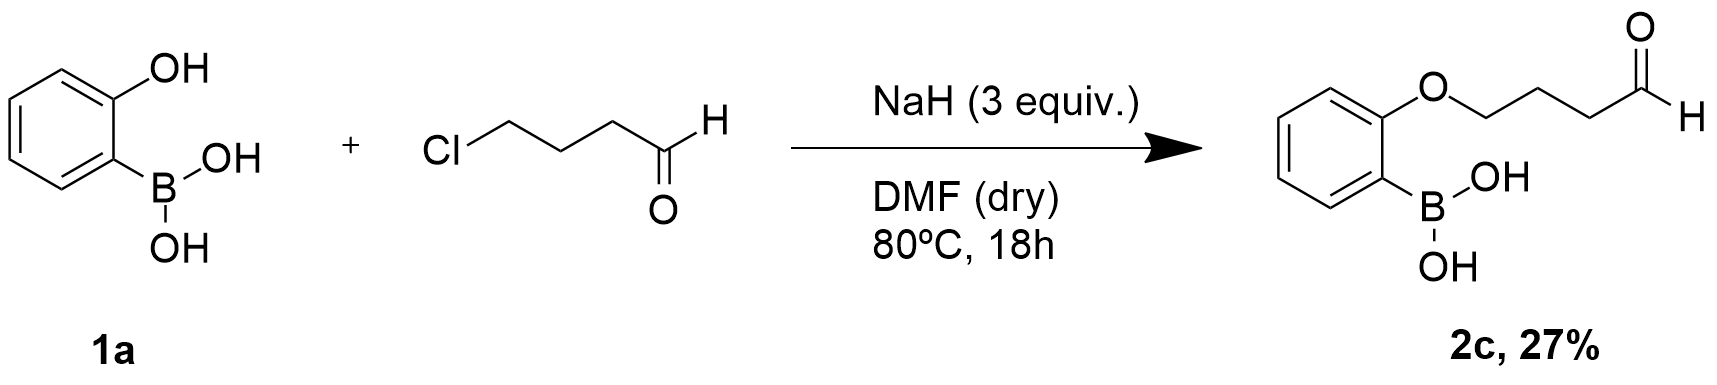 OH
B
OH
OH
1a
+
Cl
H
O
NaH (3 equiv.)
DMF (dry)
80ºC, 18h
O
O
H
B
OH
OH
2c, 27%